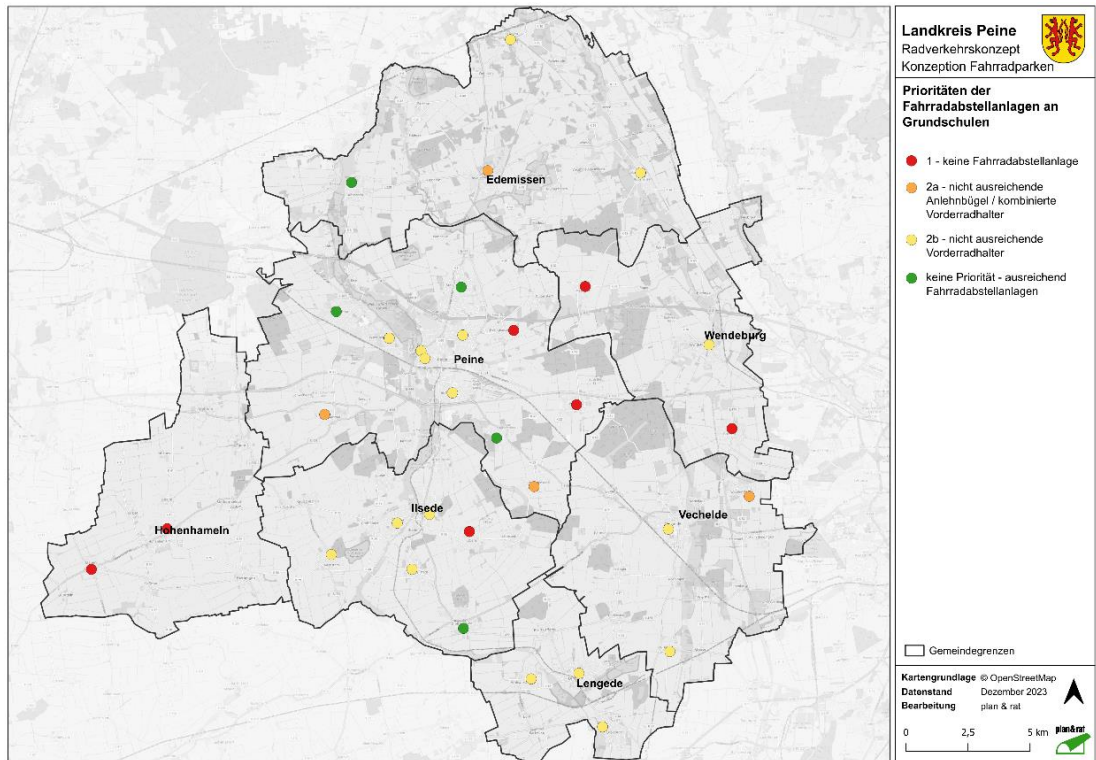 Landkreis Peine
Radverkehrskonzept
Konzeption Fahrradparken
Prioritäten der
Fahrradabstellanlagen an
Grundschulen
1 - keine Fahrradabstellanlage
2a - nicht ausreichende
Anlehnbügel / kombinierte
Vorderradhalter
2b - nicht ausreichende
Vorderradhalter
keine Priorität - ausreichend
Fahrradabstellanlagen
Edemissen
Wendeburg
Peine
Ilsede
Hohenhameln
Vechelde
Lengede
Gemeindegrenzen
Kartengrundlage © OpenStreetMap
Datenstand Dezember 2023
Bearbeitung plan & rat
0 2,5 5 km
plan&rat